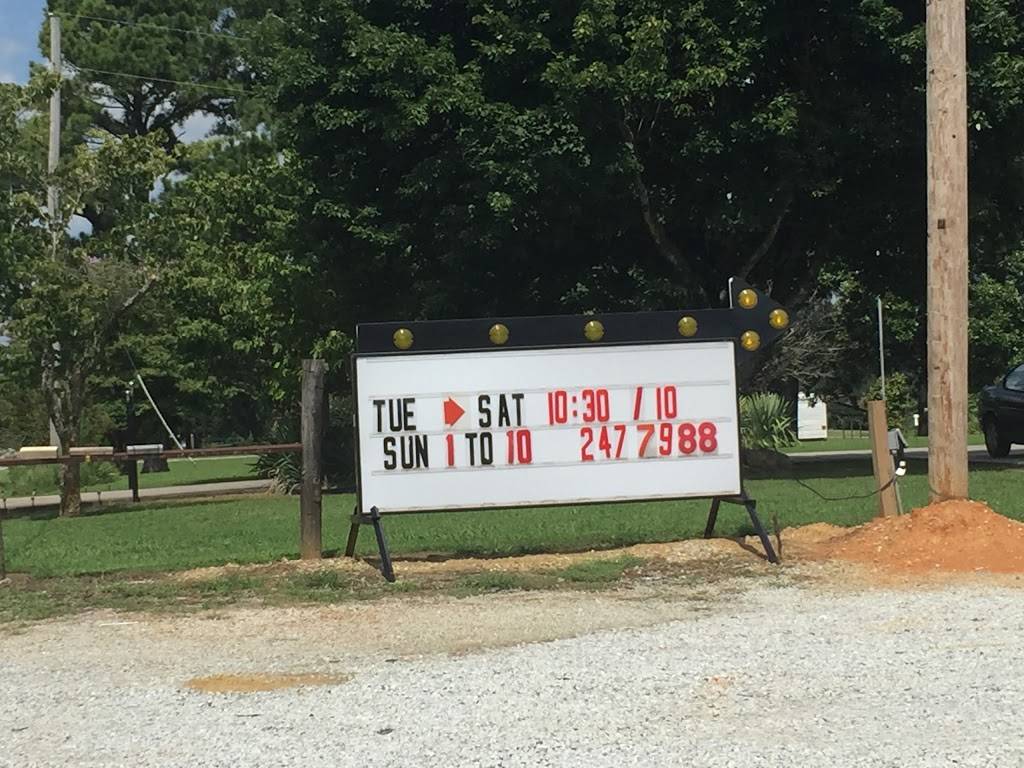 TUE ➧ SAT 10:30 / 10
SUN 1 TO 10 247 7988